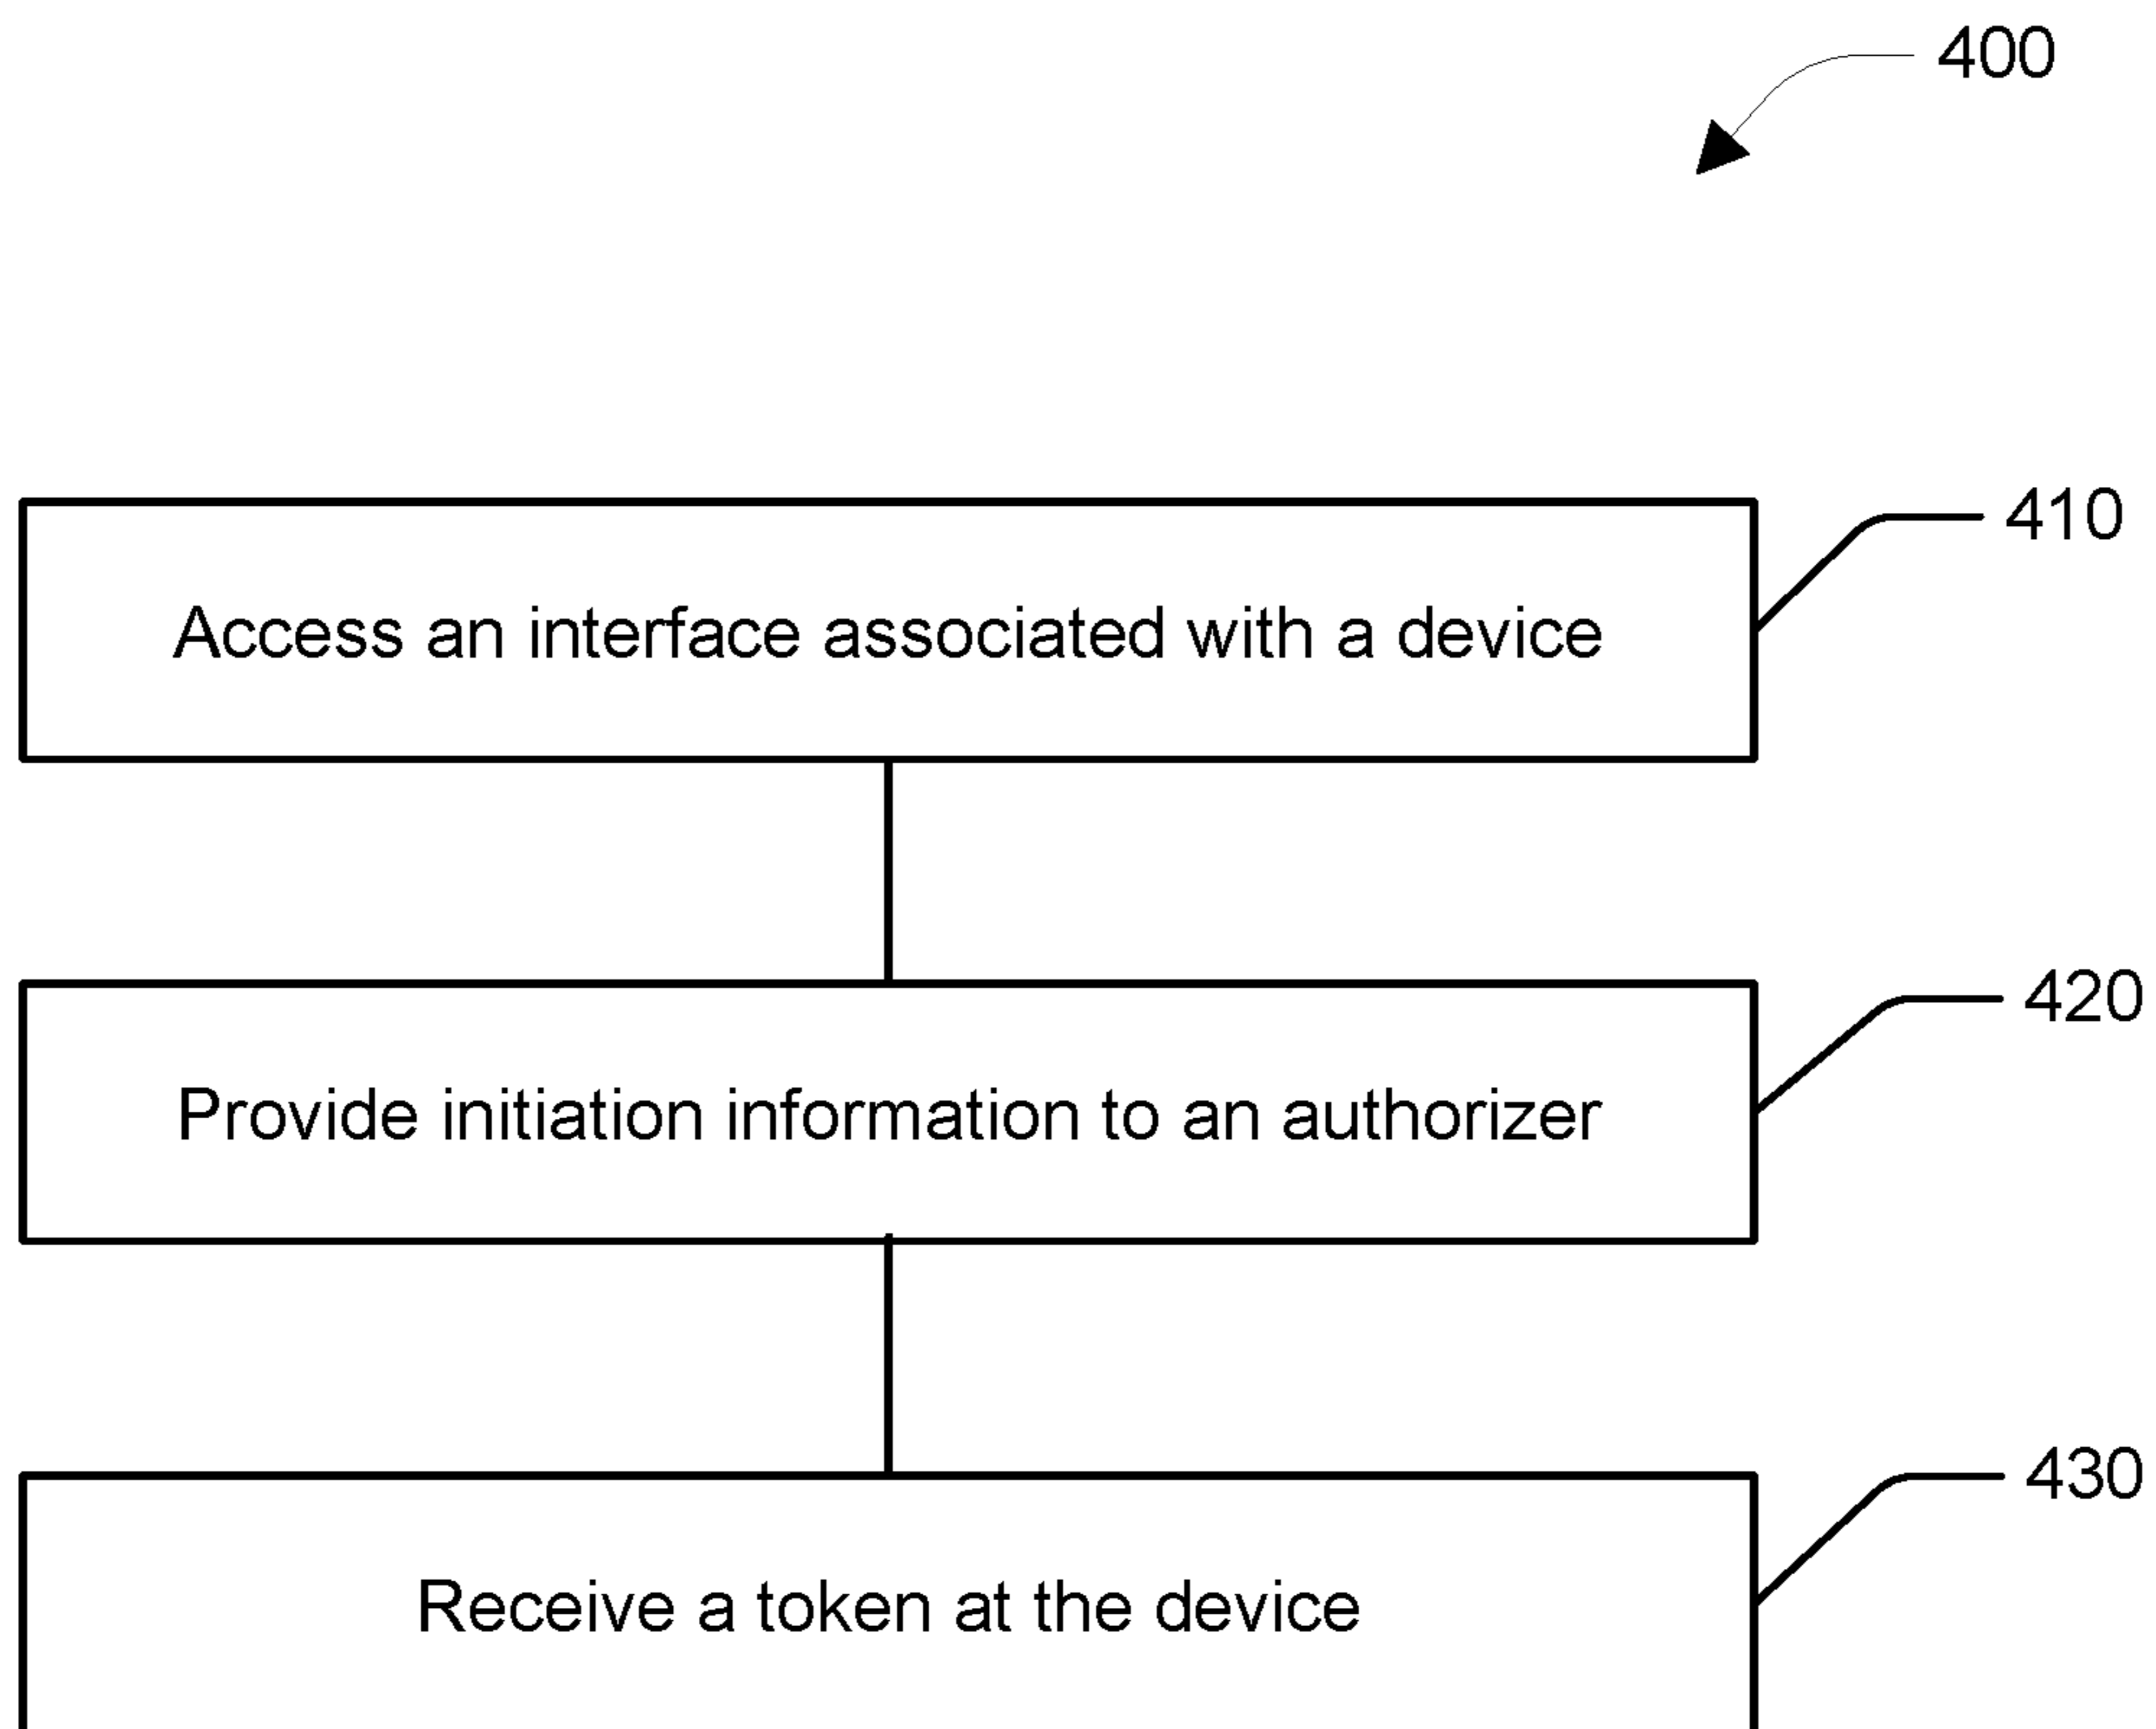 400
410
Access an interface associated with a device
420
Provide initiation information to an authorizer
430
Receive a token at the device